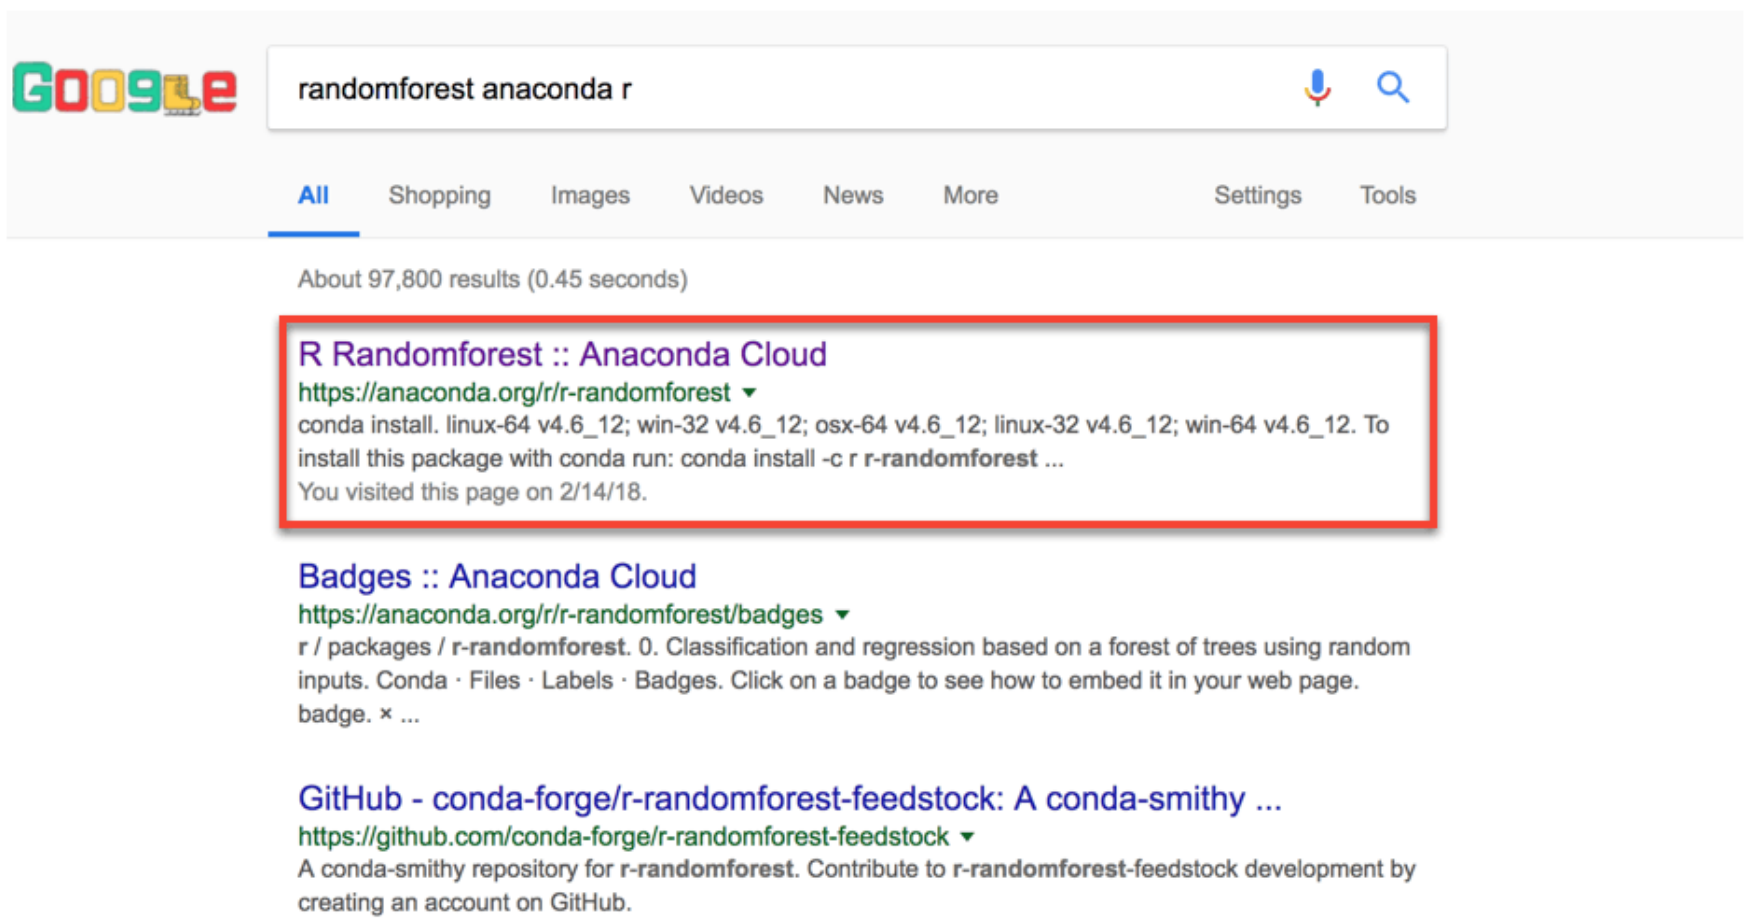 Google
randomforest anaconda r
All Shopping Images Videos News More Settings Tools
About 97,800 results (0.45 seconds)
R Randomforest :: Anaconda Cloud
https://anaconda.org/r/r-randomforest
conda install. linux-64 v4.6_12; win-32 v4.6_12; osx-64 v4.6_12; linux-32 v4.6_12; win-64 v4.6_12. To
install this package with conda run: conda install -c r r-randomforest ...
You visited this page on 2/14/18.
Badges :: Anaconda Cloud
https://anaconda.org/r/r-randomforest/badges
r / packages / r-randomforest. 0. Classification and regression based on a forest of trees using random
inputs. Conda · Files · Labels · Badges. Click on a badge to see how to embed it in your web page.
badge. × ...
GitHub - conda-forge/r-randomforest-feedstock: A conda-smithy ...
https://github.com/conda-forge/r-randomforest-feedstock
A conda-smithy repository for r-randomforest. Contribute to r-randomforest-feedstock development by
creating an account on GitHub.